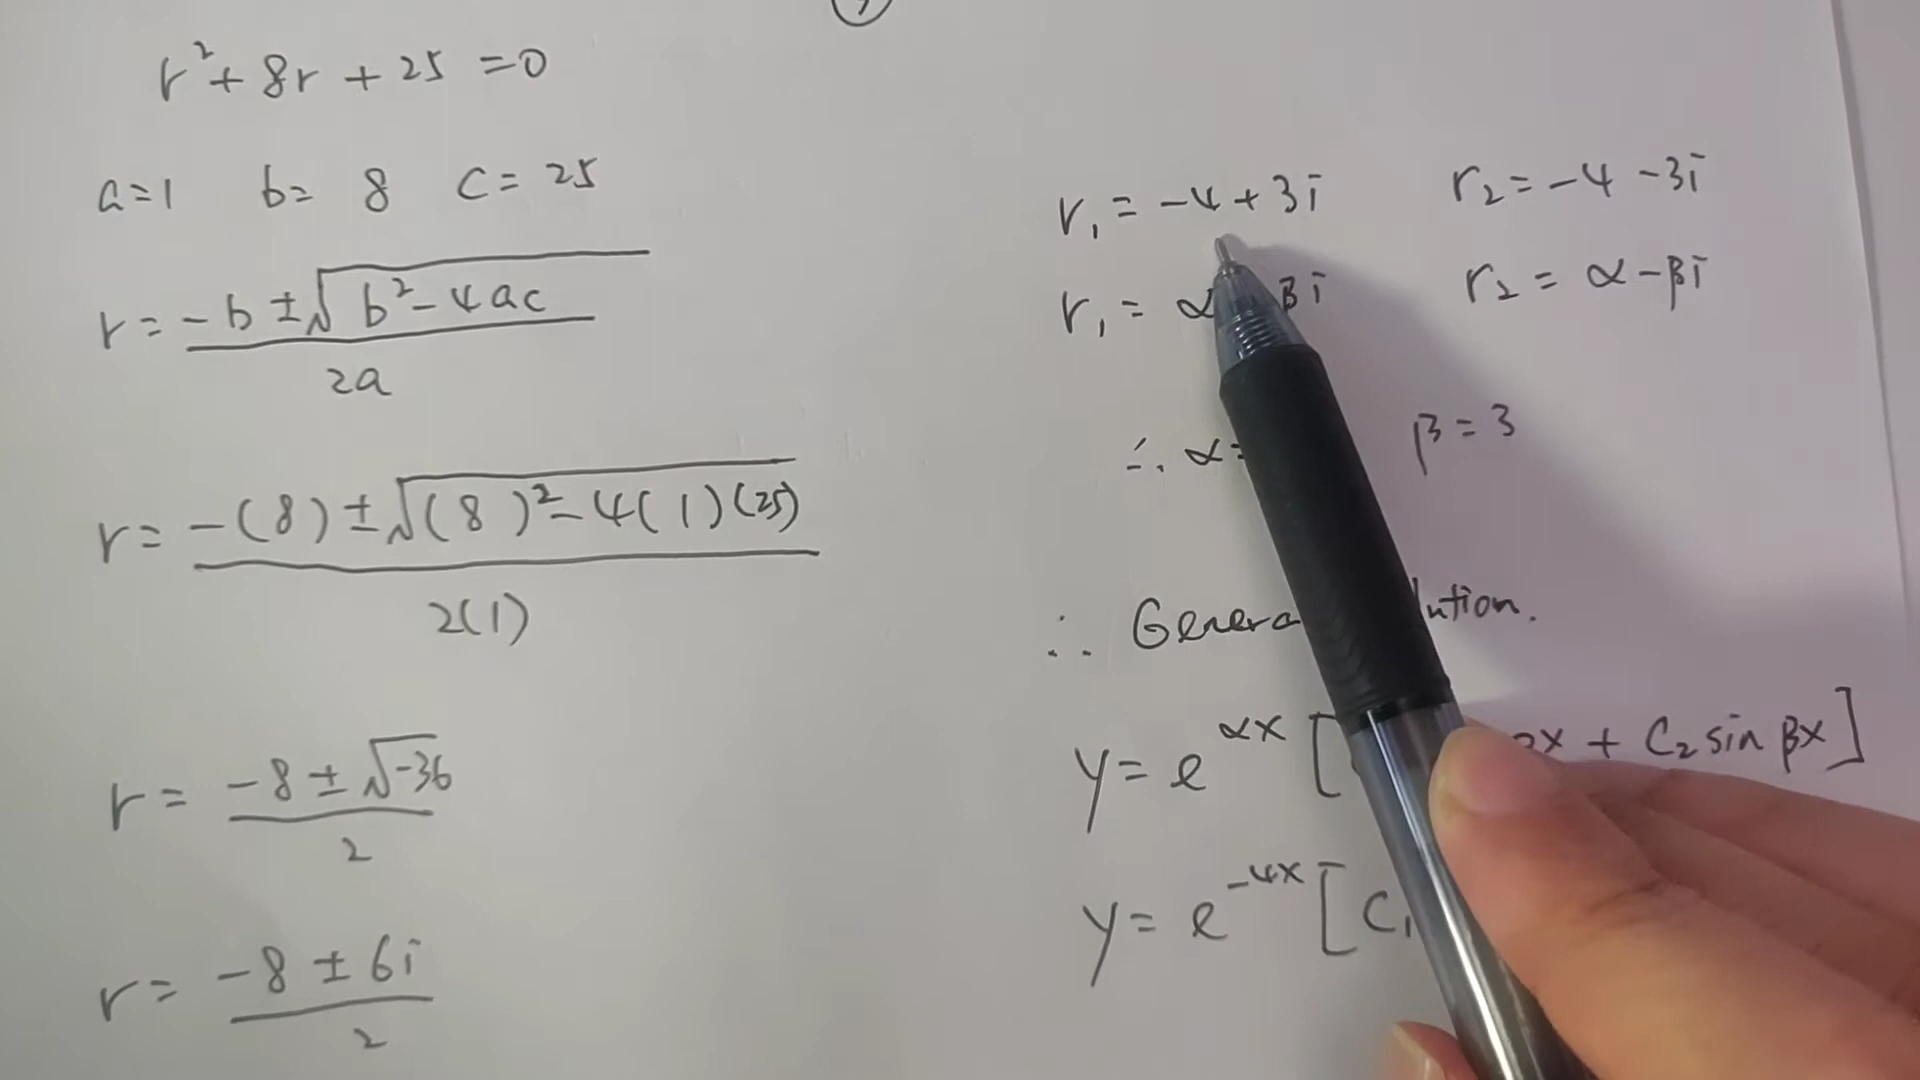 r² + 8r + 25 = 0
a = 1 b = 8 c = 25
r = (-b ± √(b² - 4ac)) / 2a
r = (-(8) ± √((8)² - 4(1)(25))) / 2(1)
r = (-8 ± √-36) / 2
r = (-8 ± 6i) / 2
r₁ = -4 + 3i r₂ = -4 - 3i
r₁ = α βi r₂ = α - βi
∴ α = β = 3
∴
y = e^(αx) [ x + C₂ sin βx]
y = e^(-4x) [C₁